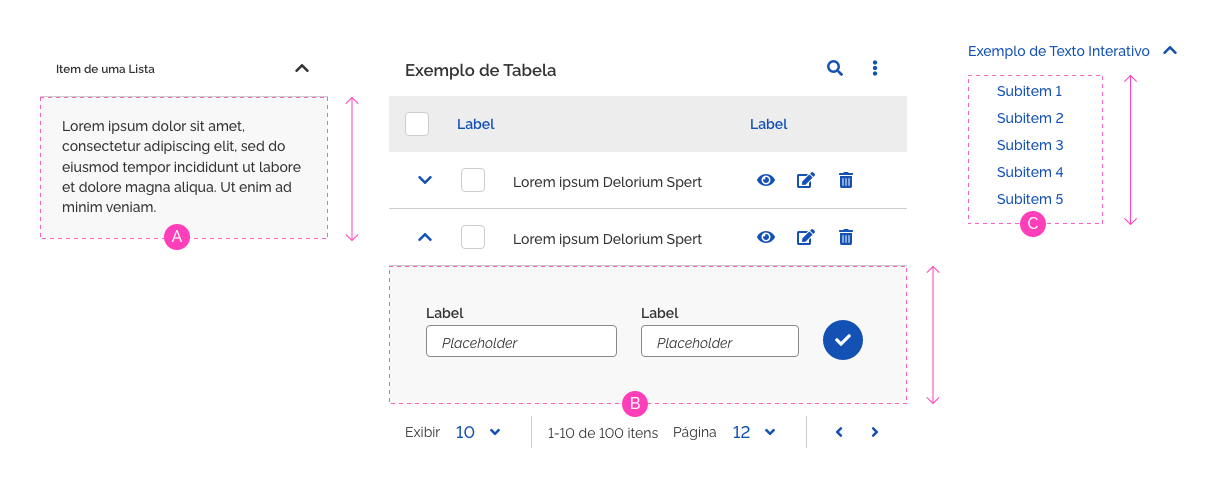 Item de uma Lista
Lorem ipsum dolor sit amet,
consectetur adipiscing elit, sed do
eiusmod tempor incididunt ut labore
et dolore magna aliqua. Ut enim ad
minim veniam.
A
Exemplo de Tabela
Label Label
Lorem ipsum Delorium Spert
Lorem ipsum Delorium Spert
Label Label
Placeholder Placeholder
B
Exibir 10 1-10 de 100 itens Página 12
Exemplo de Texto Interativo
Subitem 1
Subitem 2
Subitem 3
Subitem 4
Subitem 5
C